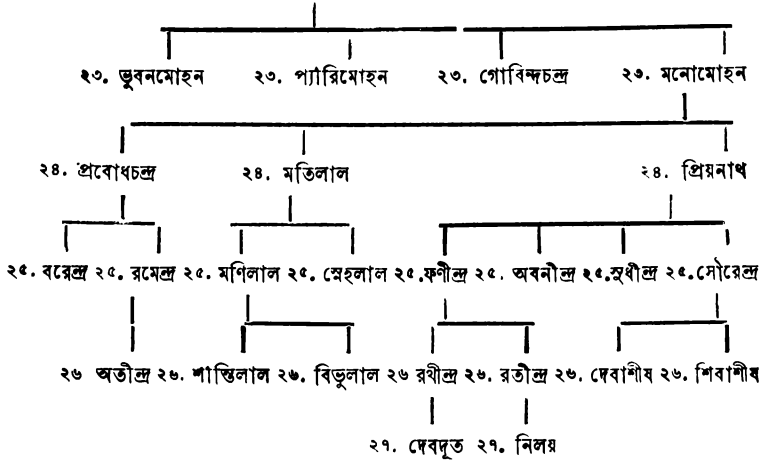 ২৩. ভুবনমোহন ২৩. প্যারিমোহন ২৩. গোবিন্দচন্দ্র ২৩. মনোমোহন
২৪. প্রবোধচন্দ্র ২৪. মতিলাল ২৪. প্রিয়নাথ
২৫. বরেন্দ্র ২৫. রমেন্দ্র ২৫. মণিলাল ২৫. স্নেহলাল ২৫. ফণীন্দ্র ২৫. অবনীন্দ্র ২৫. সুধীন্দ্র ২৫. সৌরেন্দ্র
২৬ অতীন্দ্র ২৬. শান্তিলাল ২৬. বিভুলাল ২৬ রথীন্দ্র ২৬. রতীন্দ্র ২৬. দেবাশীষ ২৬. শিবাশীষ
২৭. দেবদূত ২৭. নিলয়